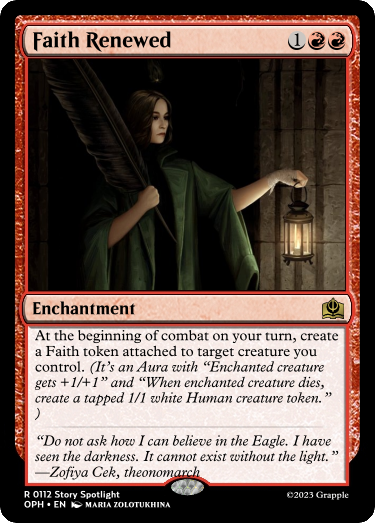 Faith Renewed 1
Enchantment
At the beginning of combat on your turn, create
a Faith token attached to target creature you
control. (It's an Aura with “Enchanted creature
gets +1/+1” and “When enchanted creature dies,
create a tapped 1/1 white Human creature token.”
)
“Do not ask how I can believe in the Eagle. I have
seen the darkness. It cannot exist without the light.”
—Zofiya Cek, theonomarch
R 0112 Story Spotlight
OPH • EN MARIA ZOLOTUKHINA ©2023 Grapple